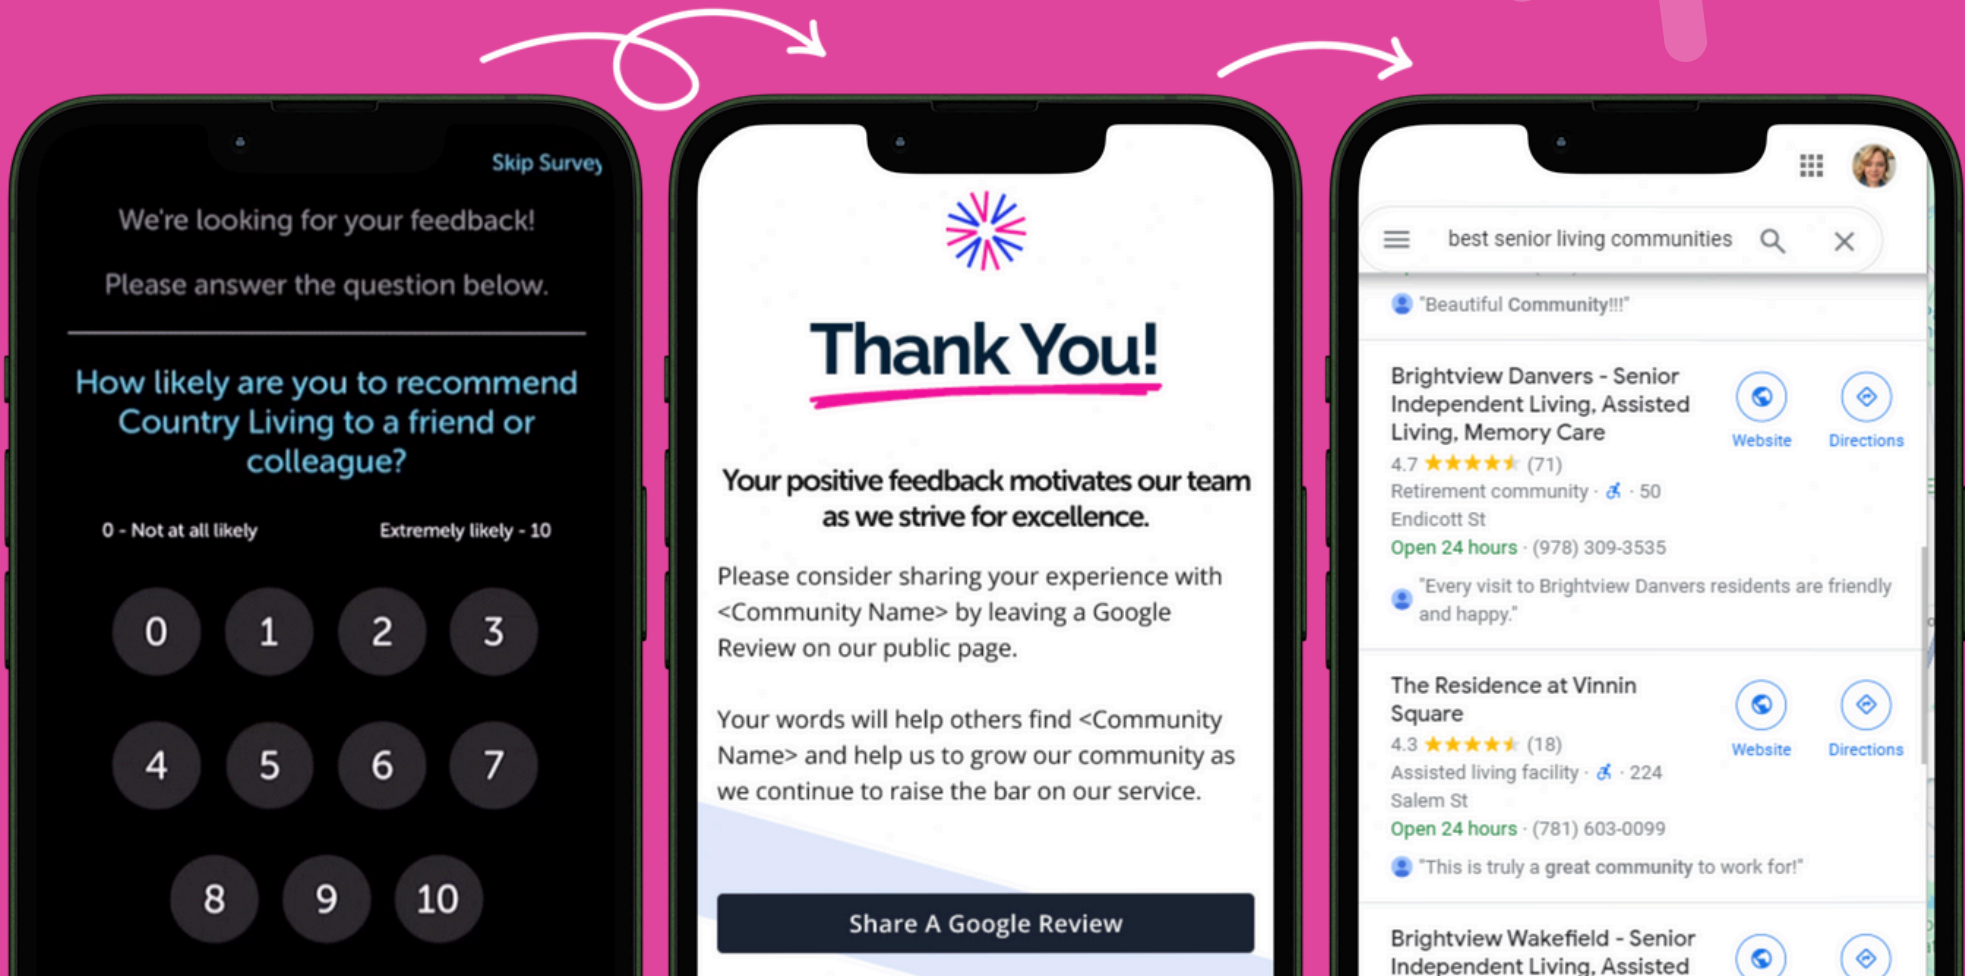 Skip Survey
We're looking for your feedback!
Please answer the question below.
How likely are you to recommend
Country Living to a friend or
colleague?
0 - Not at all likely
Extremely likely - 10
0 1 2 3
4 5 6 7
8 9 10
Thank You!
Your positive feedback motivates our team
as we strive for excellence.
Please consider sharing your experience with
<Community Name> by leaving a Google
Review on our public page.
Your words will help others find <Community
Name> and help us to grow our community as
we continue to raise the bar on our service.
Share A Google Review
best senior living communities
"Beautiful Community!!!"
Brightview Danvers - Senior
Independent Living, Assisted
Living, Memory Care
Website
Directions
4.7 (71)
Retirement community · · 50
Endicott St
Open 24 hours · (978) 309-3535
"Every visit to Brightview Danvers residents are friendly
and happy."
The Residence at Vinnin
Square
Website
Directions
4.3 (18)
Assisted living facility · · 224
Salem St
Open 24 hours · (781) 603-0099
"This is truly a great community to work for!"
Brightview Wakefield - Senior
Independent Living, Assisted